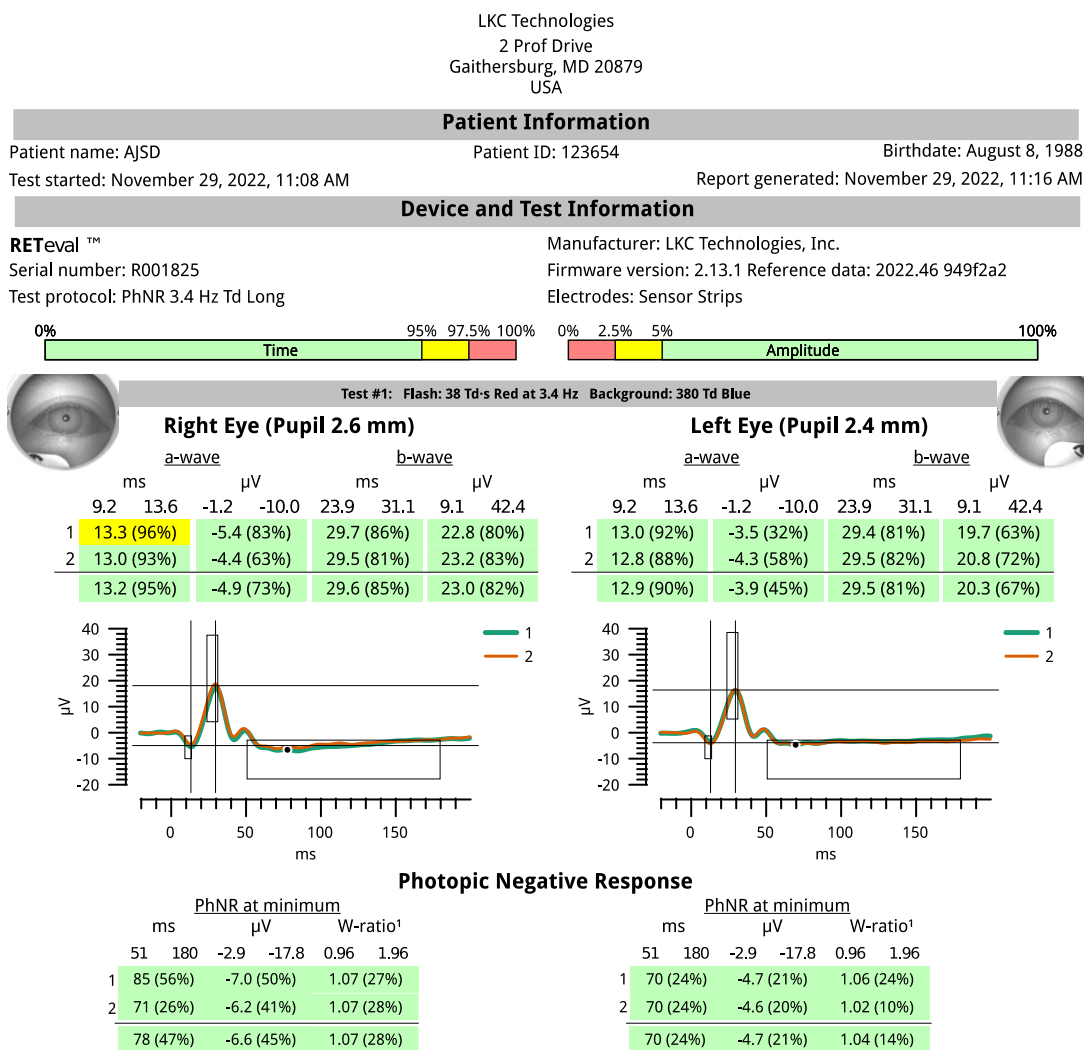 LKC Technologies
2 Prof Drive
Gaithersburg, MD 20879
USA
Patient Information
Patient name: AJSD Patient ID: 123654 Birthdate: August 8, 1988
Test started: November 29, 2022, 11:08 AM Report generated: November 29, 2022, 11:16 AM
Device and Test Information
RETeval ™ Manufacturer: LKC Technologies, Inc.
Serial number: R001825 Firmware version: 2.13.1 Reference data: 2022.46 949f2a2
Test protocol: PhNR 3.4 Hz Td Long Electrodes: Sensor Strips
0% 95% 97.5% 100% 0% 2.5% 5% 100%
Time Amplitude
Test #1: Flash: 38 Td·s Red at 3.4 Hz Background: 380 Td Blue
Right Eye (Pupil 2.6 mm) Left Eye (Pupil 2.4 mm)
a-wave b-wave a-wave b-wave
ms µV ms µV ms µV ms µV
9.2 13.6 -1.2 -10.0 23.9 31.1 9.1 42.4 9.2 13.6 -1.2 -10.0 23.9 31.1 9.1 42.4
1 13.3 (96%) -5.4 (83%) 29.7 (86%) 22.8 (80%) 1 13.0 (92%) -3.5 (32%) 29.4 (81%) 19.7 (63%)
2 13.0 (93%) -4.4 (63%) 29.5 (81%) 23.2 (83%) 2 12.8 (88%) -4.3 (58%) 29.5 (82%) 20.8 (72%)
13.2 (95%) -4.9 (73%) 29.6 (85%) 23.0 (82%) 12.9 (90%) -3.9 (45%) 29.5 (81%) 20.3 (67%)
40 1 40 1
30 2 30 2
20 20
µV 10 µV 10
0 0
-10 -10
-20 -20
0 50 100 150 0 50 100 150
ms ms
Photopic Negative Response
PhNR at minimum PhNR at minimum
ms µV W-ratio¹ ms µV W-ratio¹
51 180 -2.9 -17.8 0.96 1.96 51 180 -2.9 -17.8 0.96 1.96
1 85 (56%) -7.0 (50%) 1.07 (27%) 1 70 (24%) -4.7 (21%) 1.06 (24%)
2 71 (26%) -6.2 (41%) 1.07 (28%) 2 70 (24%) -4.6 (20%) 1.02 (10%)
78 (47%) -6.6 (45%) 1.07 (28%) 70 (24%) -4.7 (21%) 1.04 (14%)